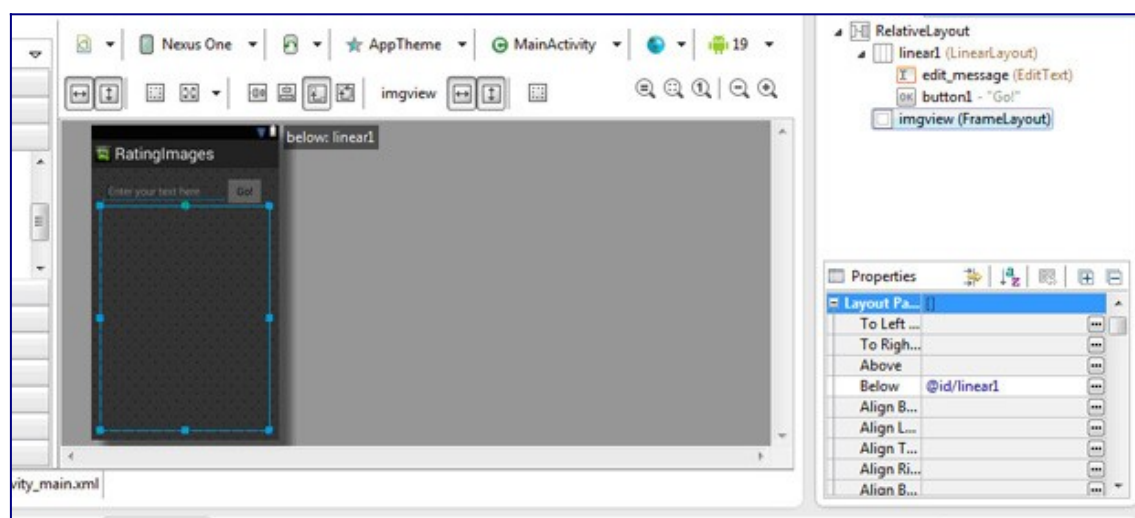 Nexus One
AppTheme
MainActivity
19
imgview
below: linear1
RatingImages
Enter your text here
Go!
vity_main.xml
RelativeLayout
linear1 (LinearLayout)
edit_message (EditText)
OK
button1 - "Go!"
imgview (FrameLayout)
Properties
Layout Pa... []
To Left ...
To Righ...
Above
Below @id/linear1
Align B...
Align L...
Align T...
Align Ri...
Align B...